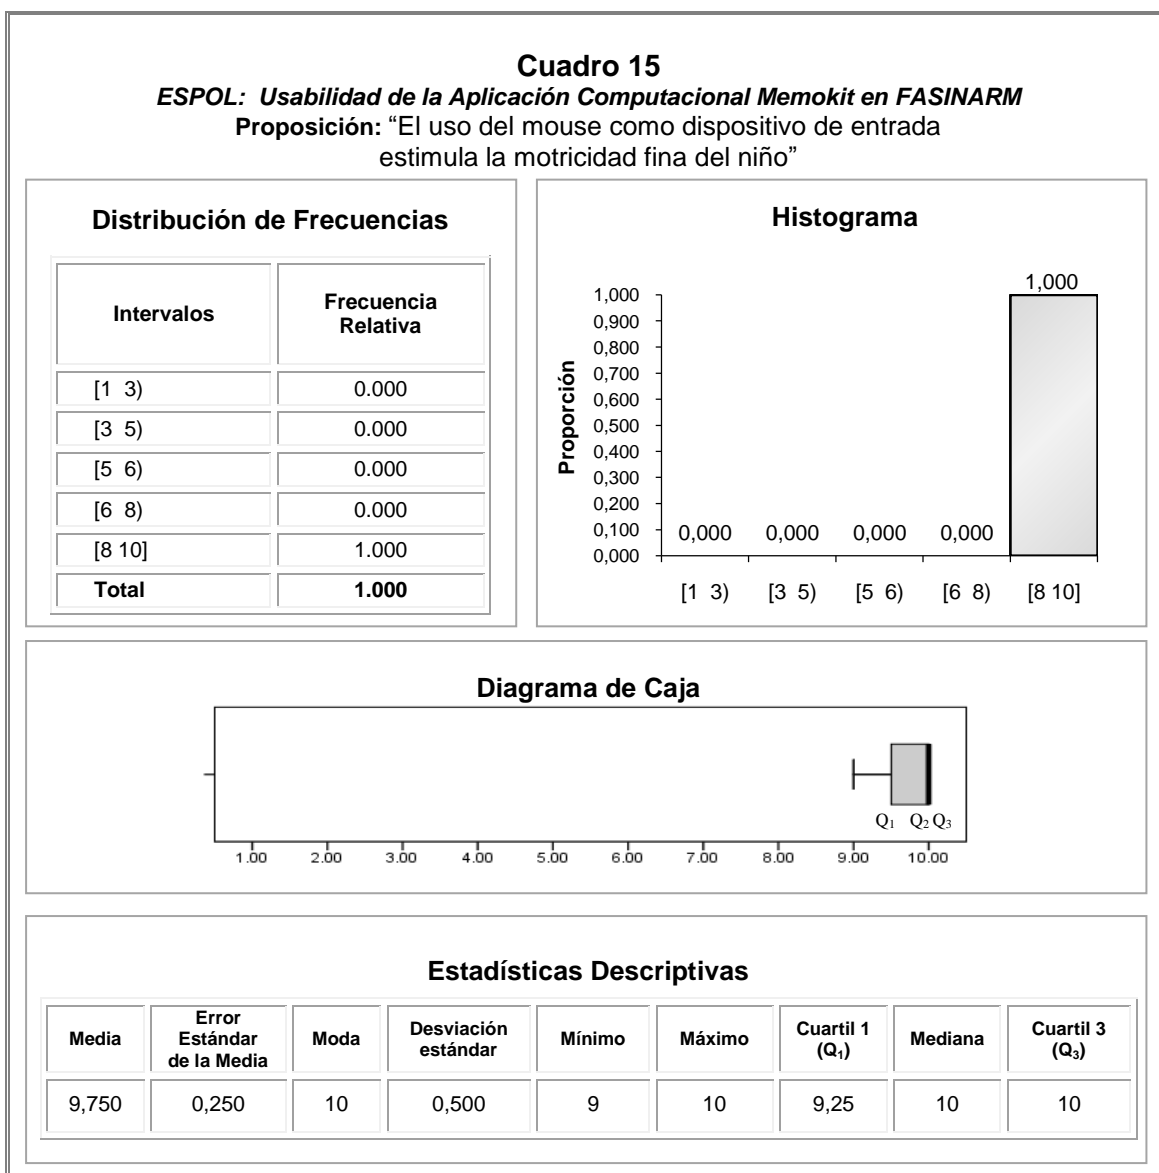 Cuadro 15
ESPOL: Usabilidad de la Aplicación Computacional Memokit en FASINARM
Proposición: “El uso del mouse como dispositivo de entrada
estimula la motricidad fina del niño”
Distribución de Frecuencias
Intervalos Frecuencia Relativa
[1 3) 0.000
[3 5) 0.000
[5 6) 0.000
[6 8) 0.000
[8 10] 1.000
Total 1.000
Histograma
Proporción
1,000
0,900
0,800
0,700
0,600
0,500
0,400
0,300
0,200
0,100
0,000
0,000 0,000 0,000 0,000 1,000
[1 3) [3 5) [5 6) [6 8) [8 10]
Diagrama de Caja
Q1 Q2 Q3
1.00 2.00 3.00 4.00 5.00 6.00 7.00 8.00 9.00 10.00
Estadísticas Descriptivas
Media Error Estándar de la Media Moda Desviación estándar Mínimo Máximo Cuartil 1 (Q1) Mediana Cuartil 3 (Q3)
9,750 0,250 10 0,500 9 10 9,25 10 10